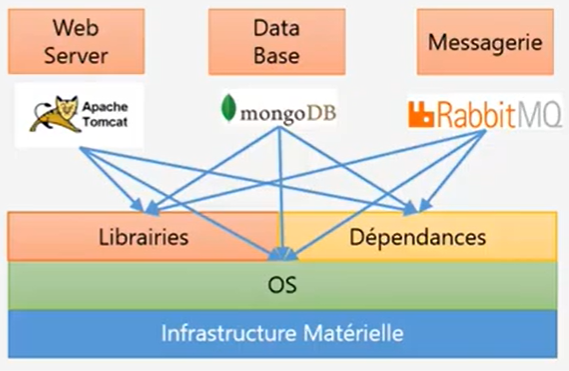 Web
Server
Data
Base
Messagerie
Apache
Tomcat
mongoDB
RabbitMQ
Librairies
Dépendances
OS
Infrastructure Matérielle